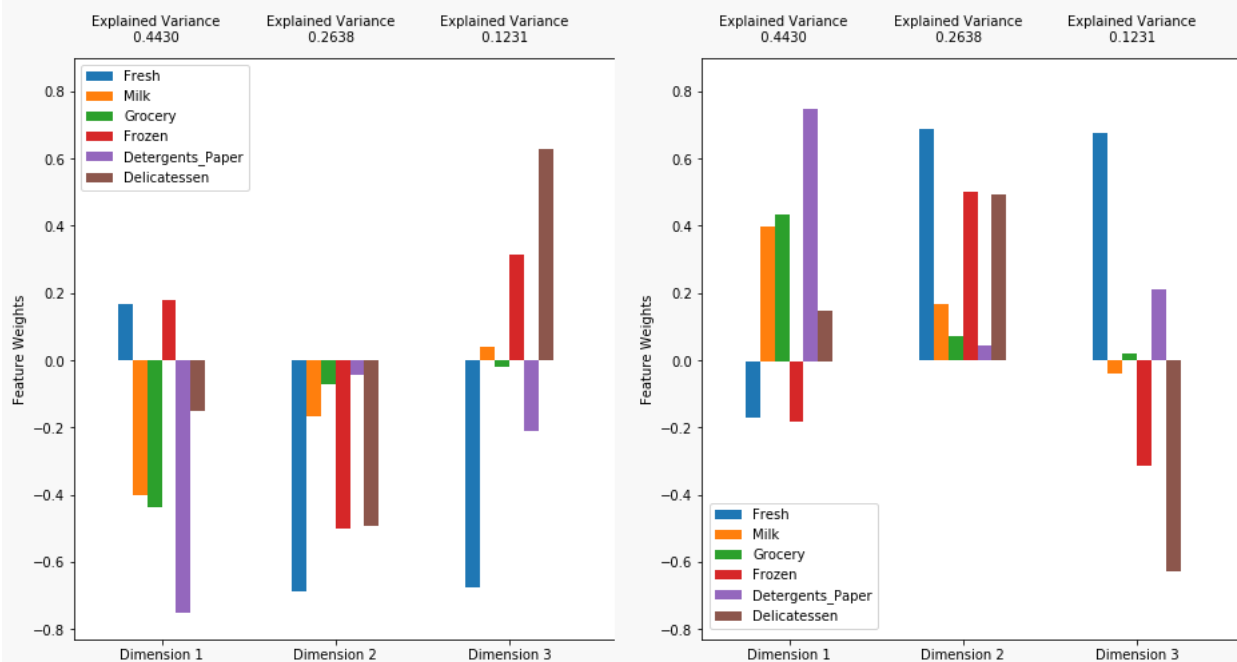 Explained Variance
0.4430
Explained Variance
0.2638
Explained Variance
0.1231
Feature Weights
0.8
0.6
0.4
0.2
0.0
−0.2
−0.4
−0.6
−0.8
Fresh
Milk
Grocery
Frozen
Detergents_Paper
Delicatessen
Dimension 1
Dimension 2
Dimension 3
Explained Variance
0.4430
Explained Variance
0.2638
Explained Variance
0.1231
Feature Weights
0.8
0.6
0.4
0.2
0.0
−0.2
−0.4
−0.6
−0.8
Fresh
Milk
Grocery
Frozen
Detergents_Paper
Delicatessen
Dimension 1
Dimension 2
Dimension 3